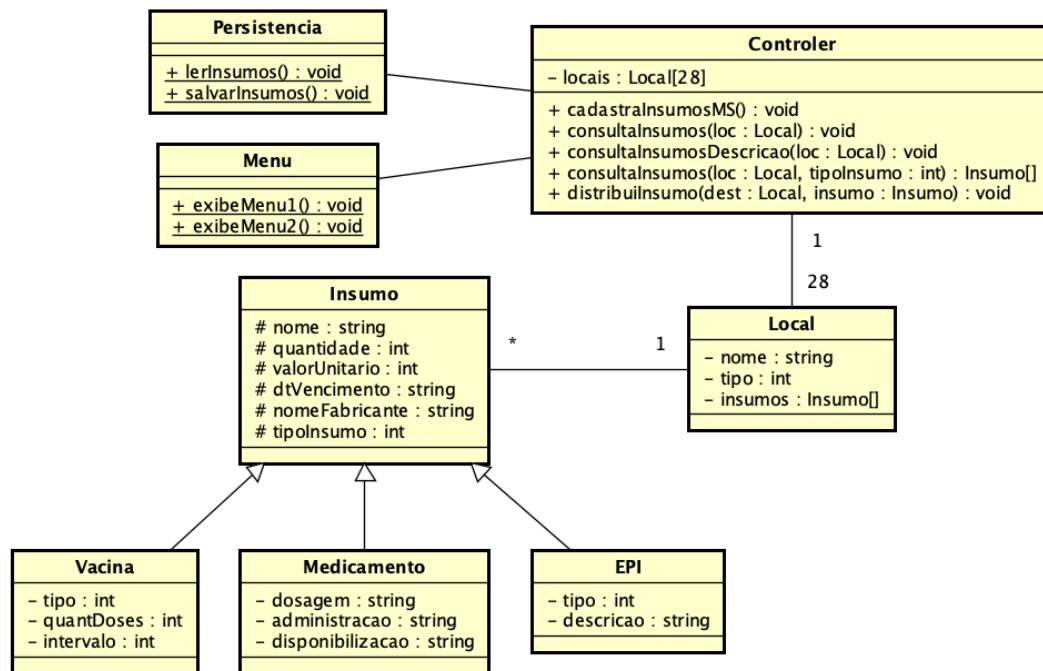 Persistencia
+ lerInsumos() : void
+ salvarInsumos() : void
Controler
- locais : Local[28]
+ cadastraInsumosMS() : void
+ consultaInsumos(loc : Local) : void
+ consultaInsumosDescricao(loc : Local) : void
+ consultaInsumos(loc : Local, tipoInsumo : int) : Insumo[]
+ distribuiInsumo(dest : Local, insumo : Insumo) : void
Menu
+ exibeMenu1() : void
+ exibeMenu2() : void
1
28
Insumo
# nome : string
# quantidade : int
# valorUnitario : int
# dtVencimento : string
# nomeFabricante : string
# tipoInsumo : int
*
1
Local
- nome : string
- tipo : int
- insumos : Insumo[]
Vacina
- tipo : int
- quantDoses : int
- intervalo : int
Medicamento
- dosagem : string
- administracao : string
- disponibilizacao : string
EPI
- tipo : int
- descricao : string